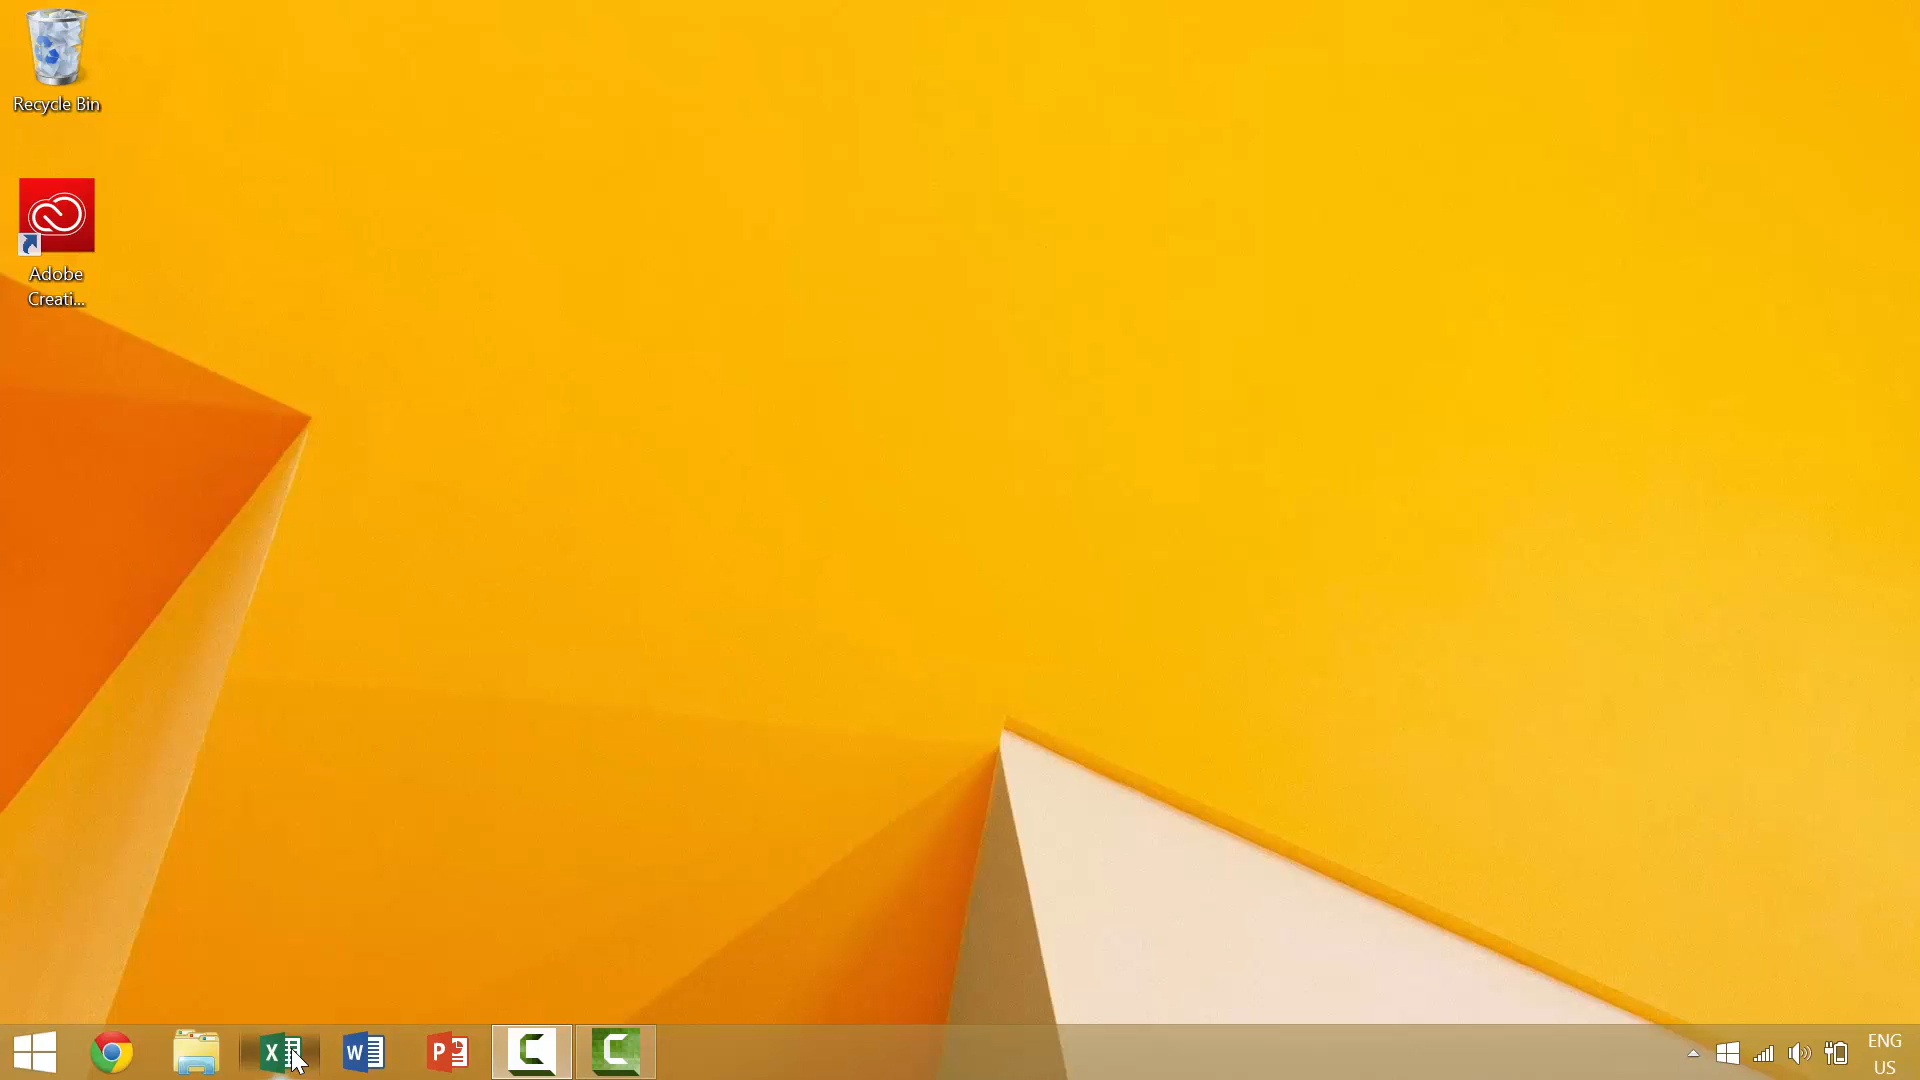 Recycle Bin
Adobe
Creati...
X
W
P
ENG
US